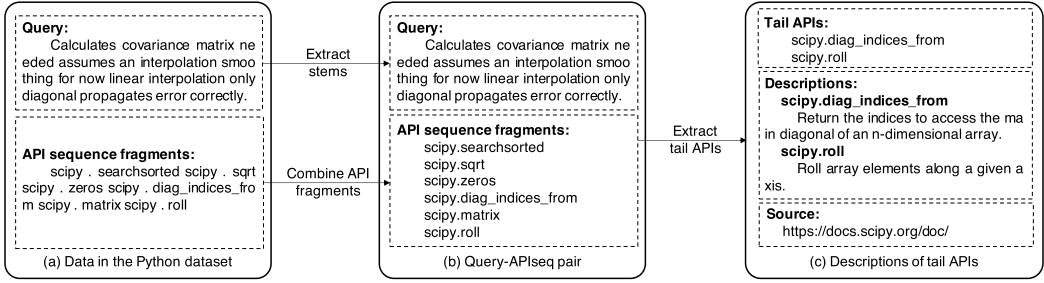 Query:
Calculates covariance matrix ne
eded assumes an interpolation smoo
thing for now linear interpolation only
diagonal propagates error correctly.
API sequence fragments:
scipy . searchsorted scipy . sqrt
scipy . zeros scipy . diag_indices_fro
m scipy . matrix scipy . roll
(a) Data in the Python dataset
Extract
stems
Combine API
fragments
Query:
Calculates covariance matrix ne
eded assumes an interpolation smoo
thing for now linear interpolation only
diagonal propagates error correctly.
API sequence fragments:
scipy.searchsorted
scipy.sqrt
scipy.zeros
scipy.diag_indices_from
scipy.matrix
scipy.roll
(b) Query-APIseq pair
Extract
tail APIs
Tail APIs:
scipy.diag_indices_from
scipy.roll
Descriptions:
scipy.diag_indices_from
Return the indices to access the ma
in diagonal of an n-dimensional array.
scipy.roll
Roll array elements along a given a
xis.
Source:
https://docs.scipy.org/doc/
(c) Descriptions of tail APIs